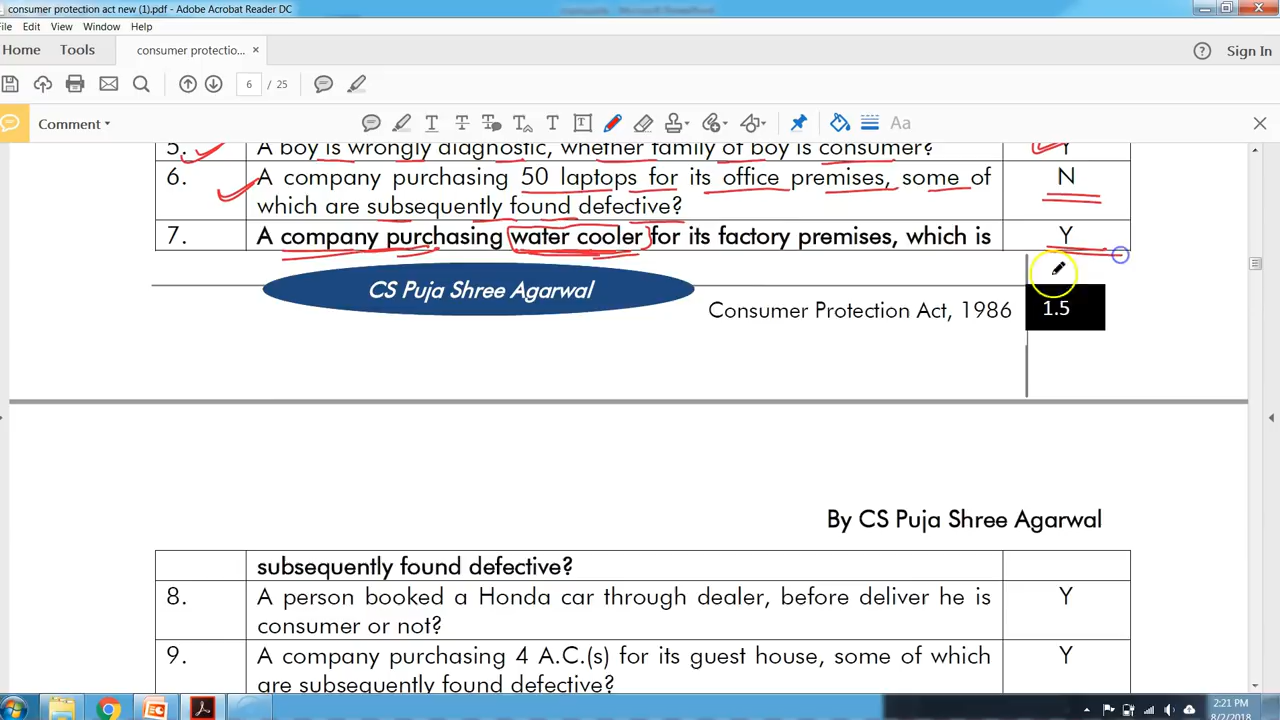 consumer protection act new (1).pdf - Adobe Acrobat Reader DC
File Edit View Window Help
Home Tools consumer protectio... × ? Sign In
6 / 25
Comment
T T T T T Aa
5. A boy is wrongly diagnostic, whether family of boy is consumer? Y
6. A company purchasing 50 laptops for its office premises, some of N
which are subsequently found defective?
7. A company purchasing water cooler for its factory premises, which is Y
CS Puja Shree Agarwal
Consumer Protection Act, 1986 1.5
By CS Puja Shree Agarwal
subsequently found defective?
8. A person booked a Honda car through dealer, before deliver he is Y
consumer or not?
9. A company purchasing 4 A.C.(s) for its guest house, some of which Y
are subsequently found defective?
2:21 PM
8/2/2018